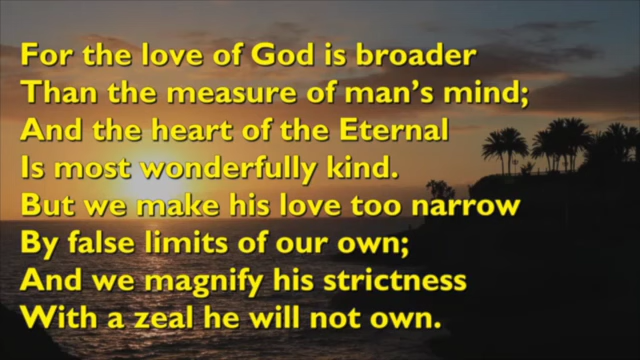 For the love of God is broader
Than the measure of man’s mind;
And the heart of the Eternal
Is most wonderfully kind.
But we make his love too narrow
By false limits of our own;
And we magnify his strictness
With a zeal he will not own.